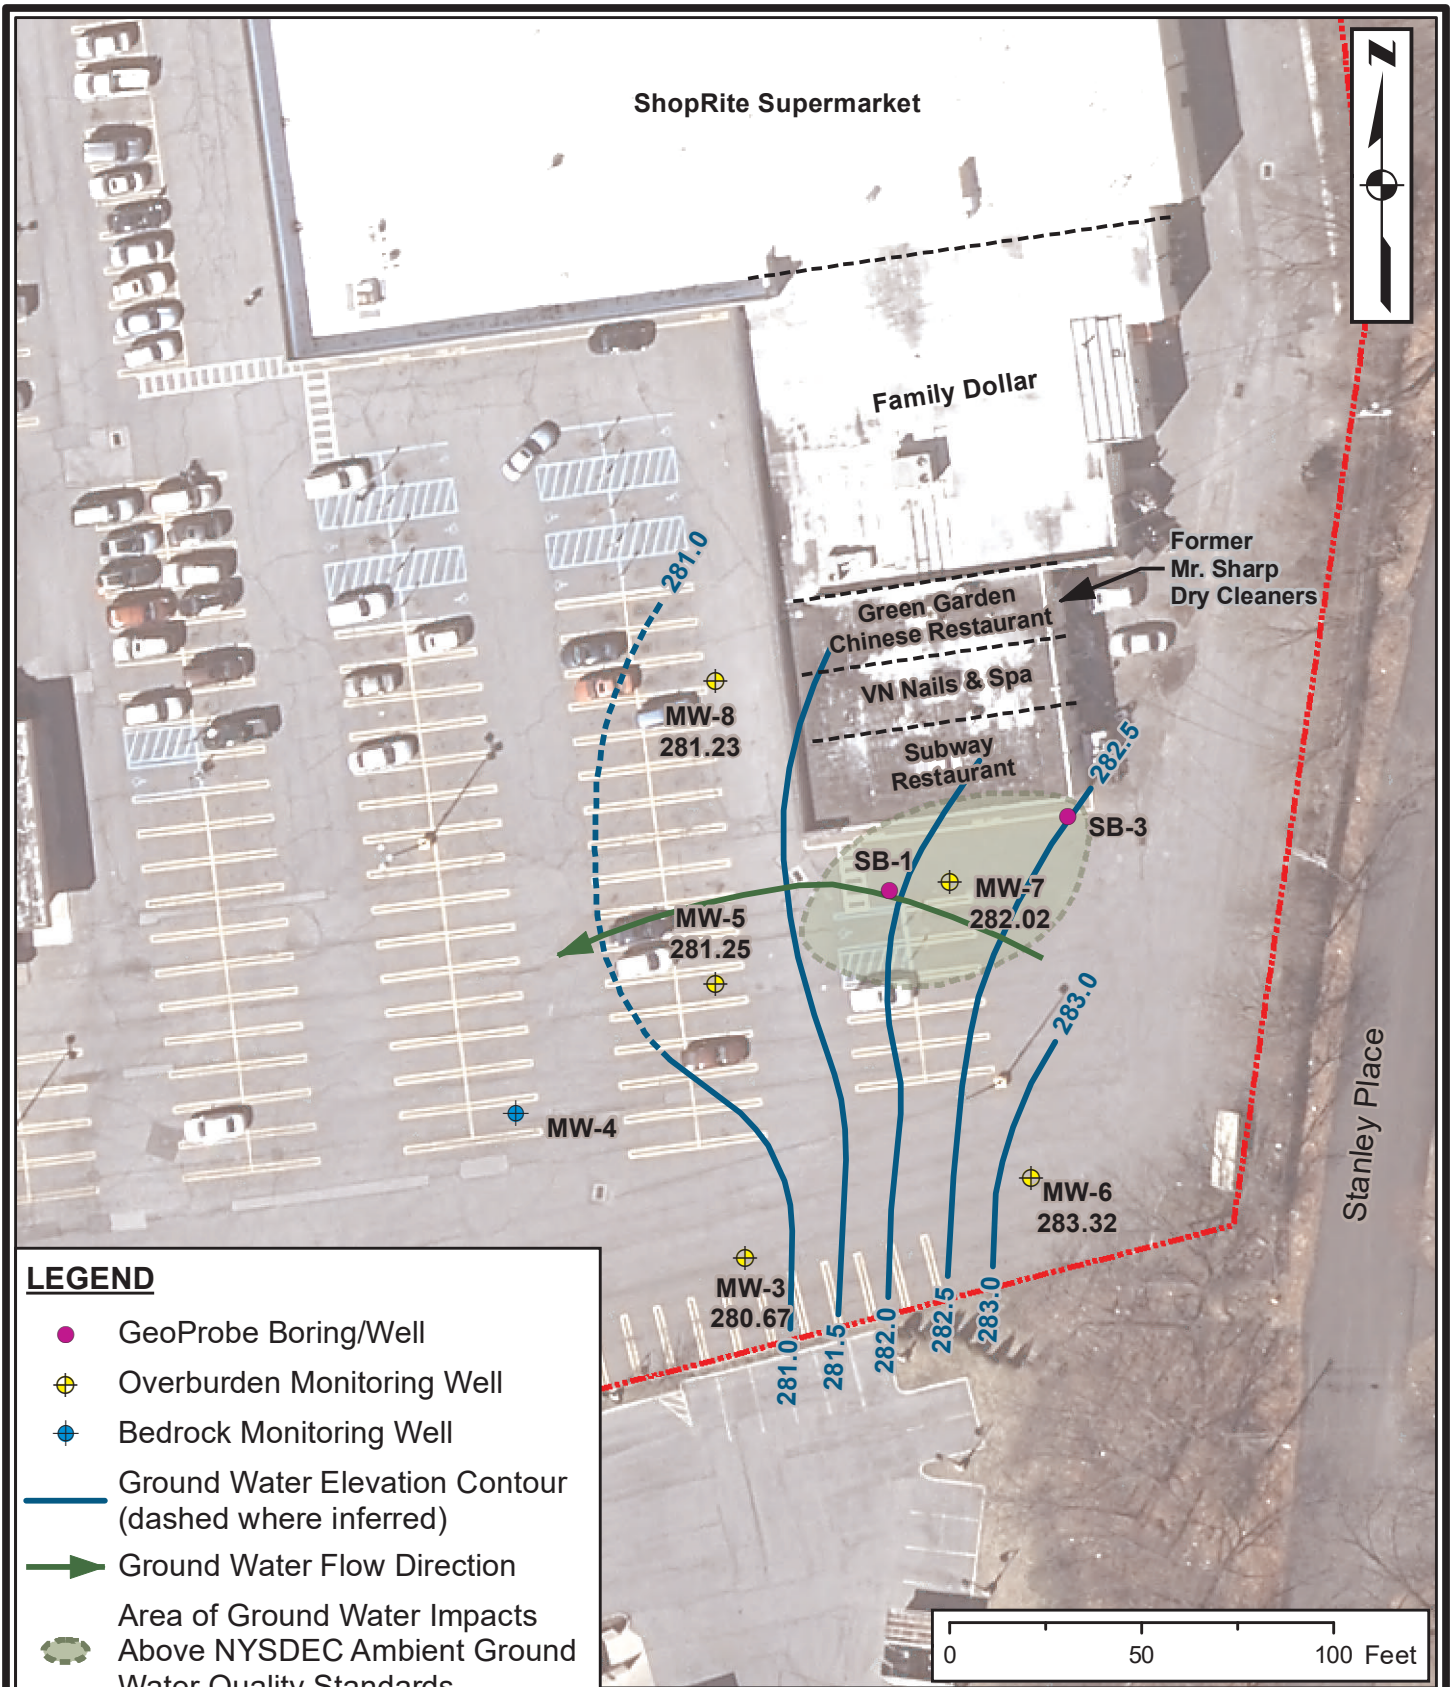 ShopRite Supermarket
N
Family Dollar
Former
Mr. Sharp
Dry Cleaners
Green Garden
Chinese Restaurant
VN Nails & Spa
Subway
Restaurant
281.0
282.5
MW-8
281.23
SB-3
SB-1
MW-7
282.02
MW-5
281.25
283.0
Stanley Place
MW-4
MW-6
283.32
MW-3
280.67
281.0
281.5
282.0
282.5
283.0
LEGEND
GeoProbe Boring/Well
Overburden Monitoring Well
Bedrock Monitoring Well
Ground Water Elevation Contour
(dashed where inferred)
Ground Water Flow Direction
Area of Ground Water Impacts
Above NYSDEC Ambient Ground
Water Quality Standards
0 50 100 Feet